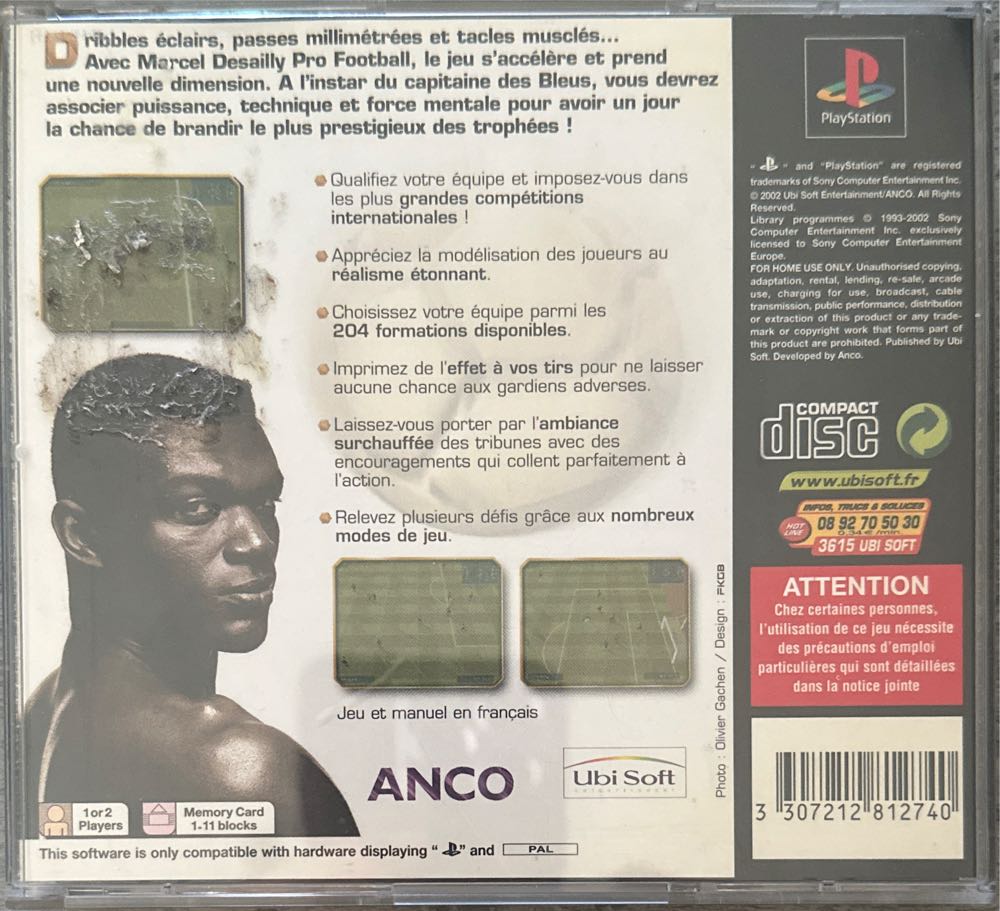 Dribbles éclairs, passes millimétrées et tacles musclés...
Avec Marcel Desailly Pro Football, le jeu s'accélère et prend
une nouvelle dimension. A l'instar du capitaine des Bleus, vous devrez
associer puissance, technique et force mentale pour avoir un jour
la chance de brandir le plus prestigieux des trophées !
Qualifiez votre équipe et imposez-vous dans
les plus grandes compétitions
internationales !
Appréciez la modélisation des joueurs au
réalisme étonnant.
Choisissez votre équipe parmi les
204 formations disponibles.
Imprimez de l'effet à vos tirs pour ne laisser
aucune chance aux gardiens adverses.
Laissez-vous porter par l'ambiance
surchauffée des tribunes avec des
encouragements qui collent parfaitement à
l'action.
Relevez plusieurs défis grâce aux nombreux
modes de jeu.
Jeu et manuel en français
ANCO
Ubi Soft
ENTERTAINMENT
Photo : Olivier Gachen / Design : FKGB
1 or 2
Players
Memory Card
1-11 blocks
This software is only compatible with hardware displaying " " and PAL
PlayStation
" " and "PlayStation" are registered
trademarks of Sony Computer Entertainment Inc.
© 2002 Ubi Soft Entertainment/ANCO. All Rights
Reserved.
Library programmes © 1993-2002 Sony
Computer Entertainment Inc. exclusively
licensed to Sony Computer Entertainment
Europe.
FOR HOME USE ONLY. Unauthorised copying,
adaptation, rental, lending, re-sale, arcade
use, charging for use, broadcast, cable
transmission, public performance, distribution
or extraction of this product or any trade-
mark or copyright work that forms part of
this product are prohibited. Published by Ubi
Soft. Developed by Anco.
COMPACT
disc
www.ubisoft.fr
INFOS, TRUCS & SOLUCES
HOT
LINE
08 92 70 50 30
0.34€ /min.
3615 UBI SOFT
ATTENTION
Chez certaines personnes,
l'utilisation de ce jeu nécessite
des précautions d'emploi
particulières qui sont détaillées
dans la notice jointe
3 307212 812740